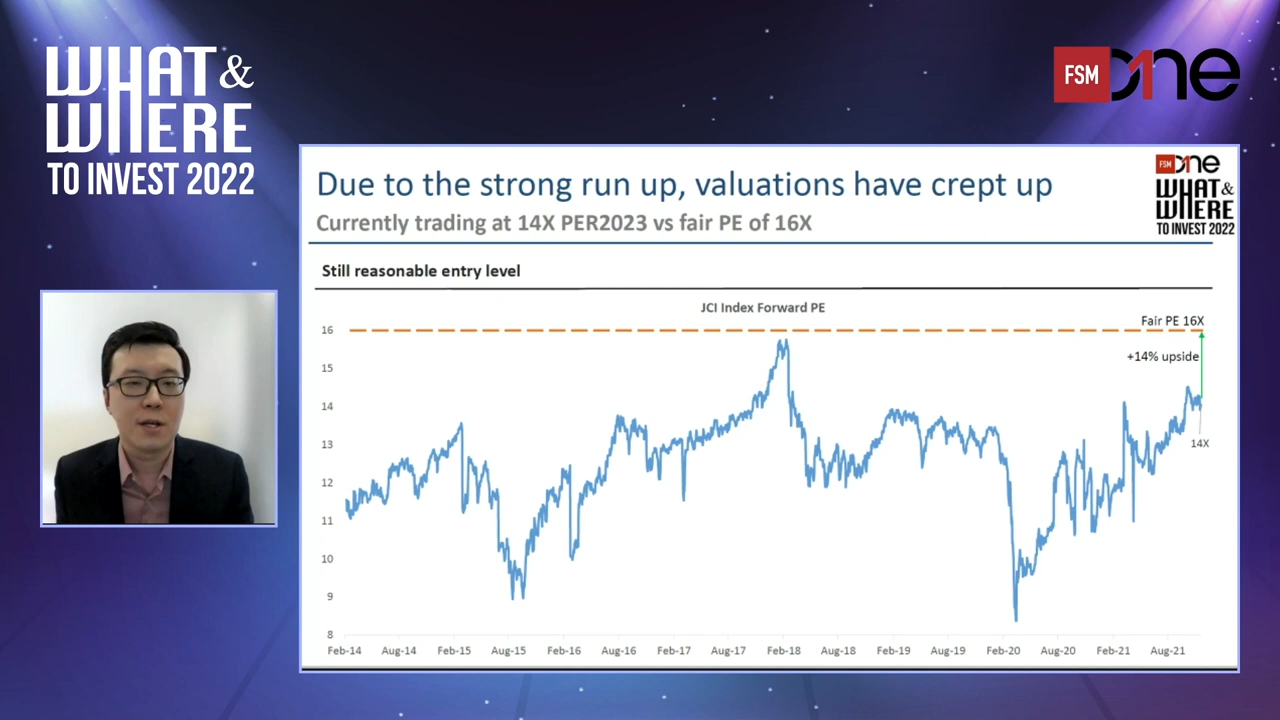 WHAT &
WHERE
TO INVEST 2022
FSM ONE
FSM ONE
WHAT &
WHERE
TO INVEST 2022
Due to the strong run up, valuations have crept up
Currently trading at 14X PER2023 vs fair PE of 16X
Still reasonable entry level
JCI Index Forward PE
Fair PE 16X
+14% upside
14X
16
15
14
13
12
11
10
9
8
Feb-14 Aug-14 Feb-15 Aug-15 Feb-16 Aug-16 Feb-17 Aug-17 Feb-18 Aug-18 Feb-19 Aug-19 Feb-20 Aug-20 Feb-21 Aug-21